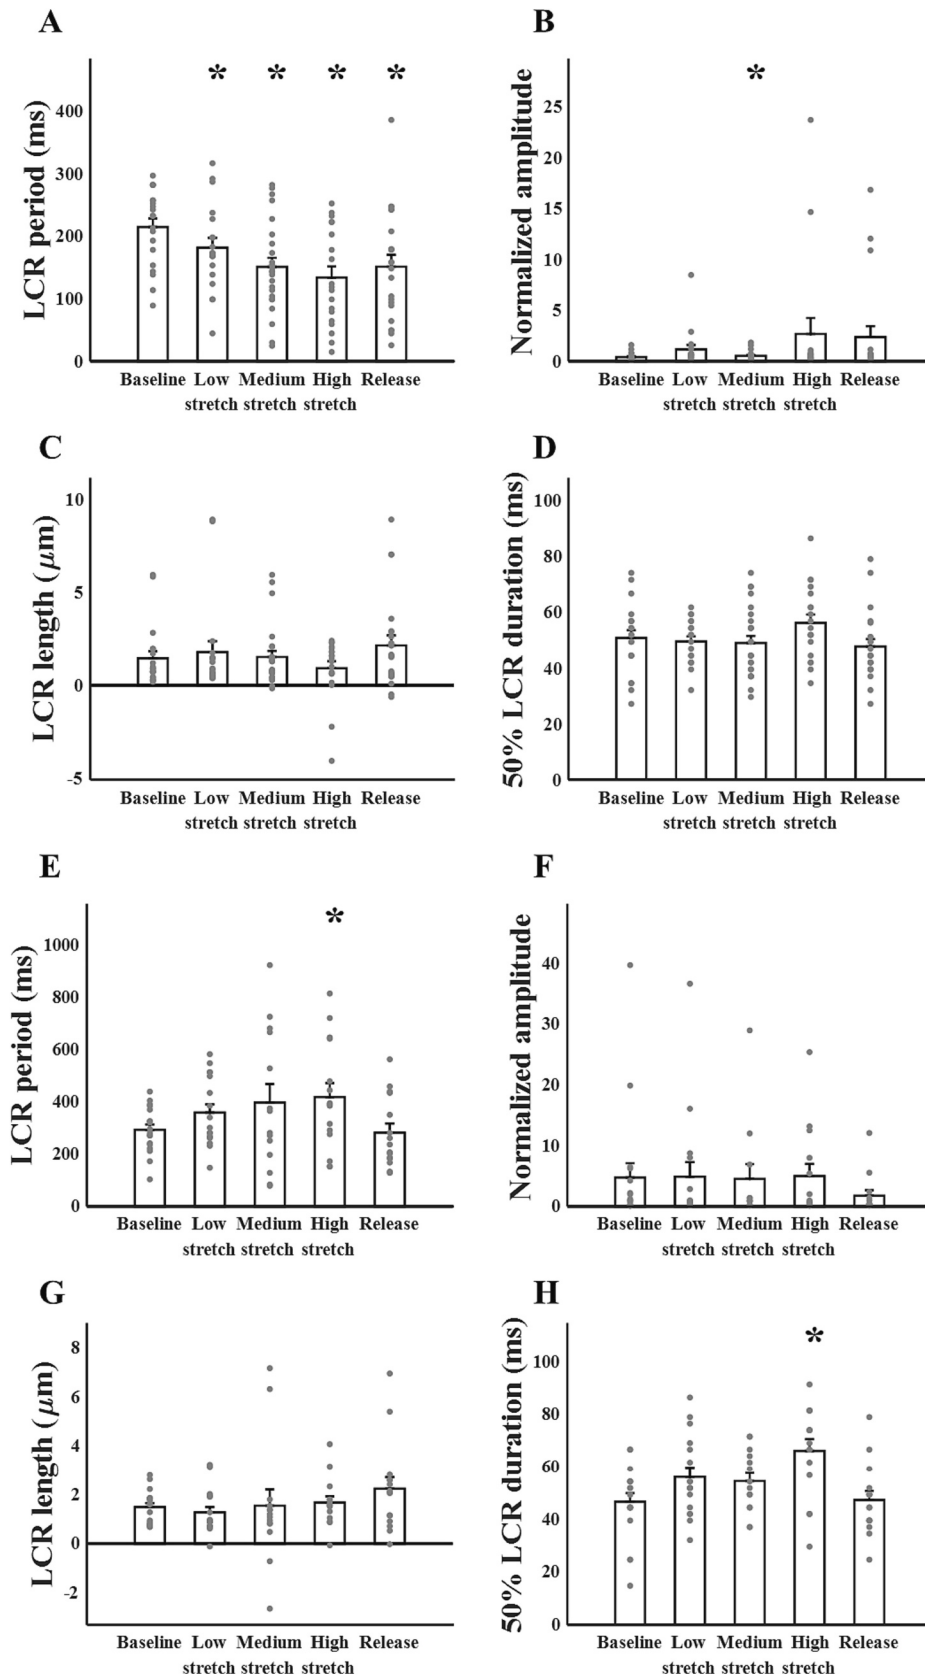 A
LCR period (ms)
400
300
200
100
0
* * * *
Baseline Low Medium High Release
stretch stretch stretch
B
Normalized amplitude
25
20
15
10
5
0
*
Baseline Low Medium High Release
stretch stretch stretch
C
LCR length (μm)
10
5
0
-5
Baseline Low Medium High Release
stretch stretch stretch
D
50% LCR duration (ms)
100
80
60
40
20
0
Baseline Low Medium High Release
stretch stretch stretch
E
LCR period (ms)
1000
800
600
400
200
0
*
Baseline Low Medium High Release
stretch stretch stretch
F
Normalized amplitude
40
30
20
10
0
Baseline Low Medium High Release
stretch stretch stretch
G
LCR length (μm)
8
6
4
2
0
-2
Baseline Low Medium High Release
stretch stretch stretch
H
50% LCR duration (ms)
100
80
60
40
20
0
*
Baseline Low Medium High Release
stretch stretch stretch